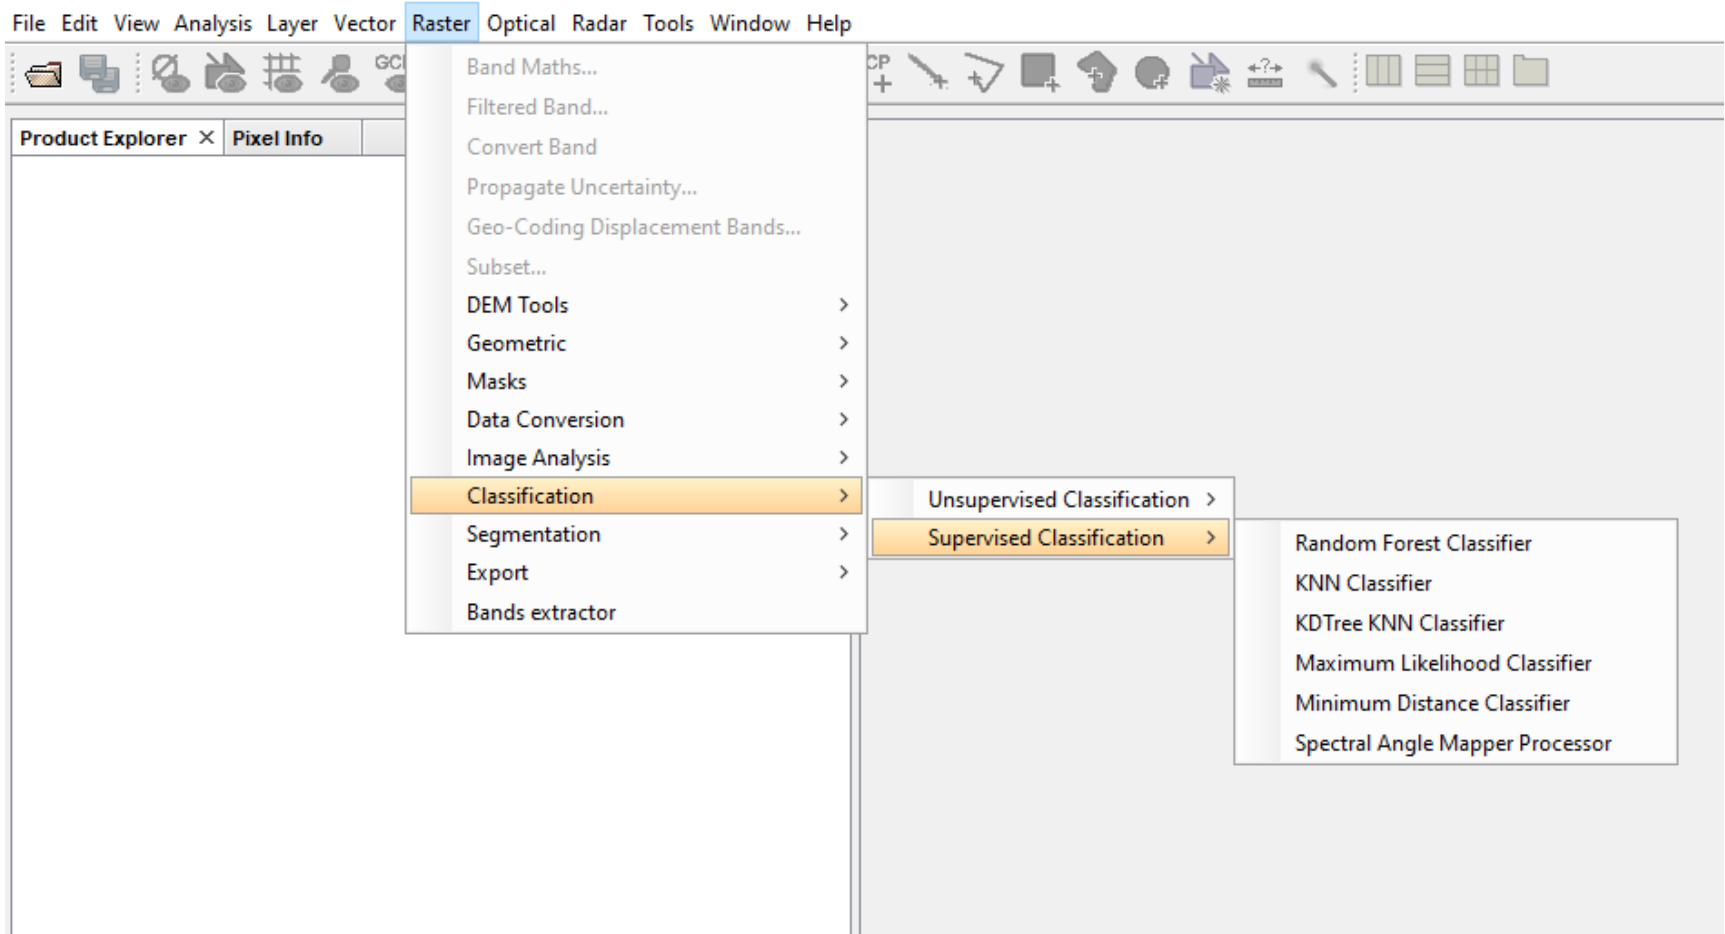 File Edit View Analysis Layer Vector Raster Optical Radar Tools Window Help
Product Explorer Pixel Info
Band Maths...
Filtered Band...
Convert Band
Propagate Uncertainty...
Geo-Coding Displacement Bands...
Subset...
DEM Tools
Geometric
Masks
Data Conversion
Image Analysis
Classification
Segmentation
Export
Bands extractor
Unsupervised Classification
Supervised Classification
Random Forest Classifier
KNN Classifier
KDTree KNN Classifier
Maximum Likelihood Classifier
Minimum Distance Classifier
Spectral Angle Mapper Processor